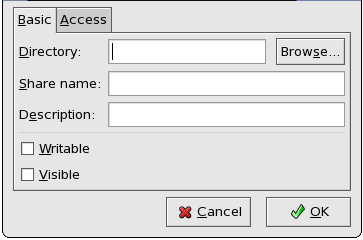 Basic Access
Directory: Browse...
Share name:
Description:
Writable
Visible
Cancel OK